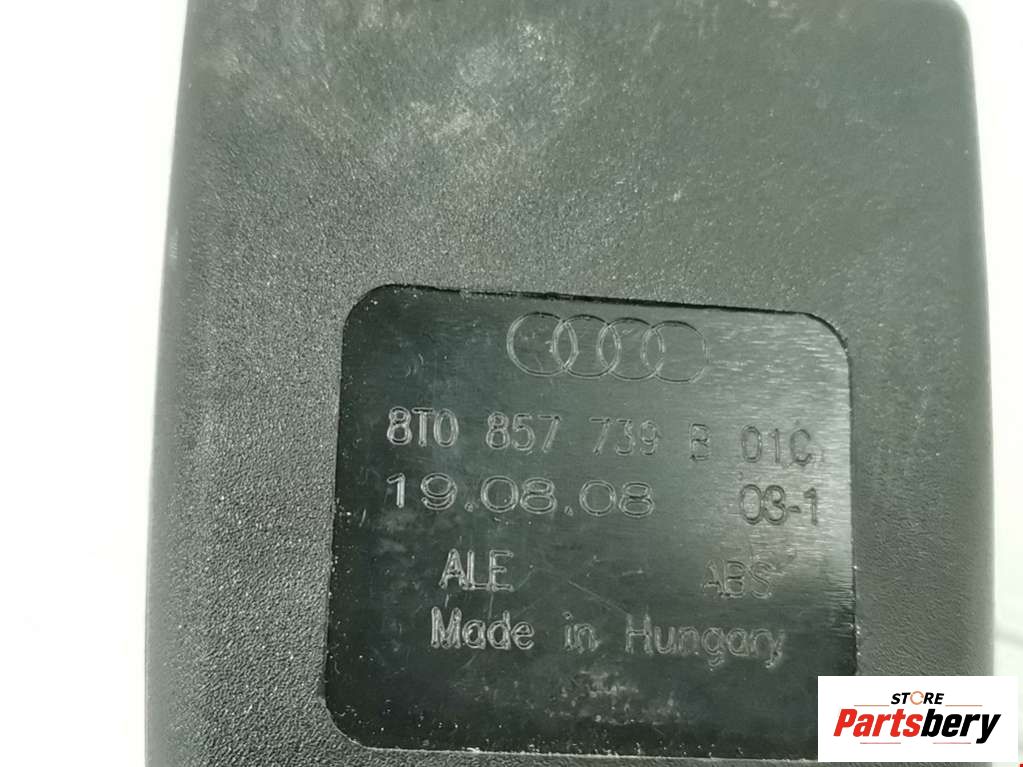 8T0 857 739 B 01C
19.08.08 03-1
ALE ABS
Made in Hungary
STORE
Partsbery